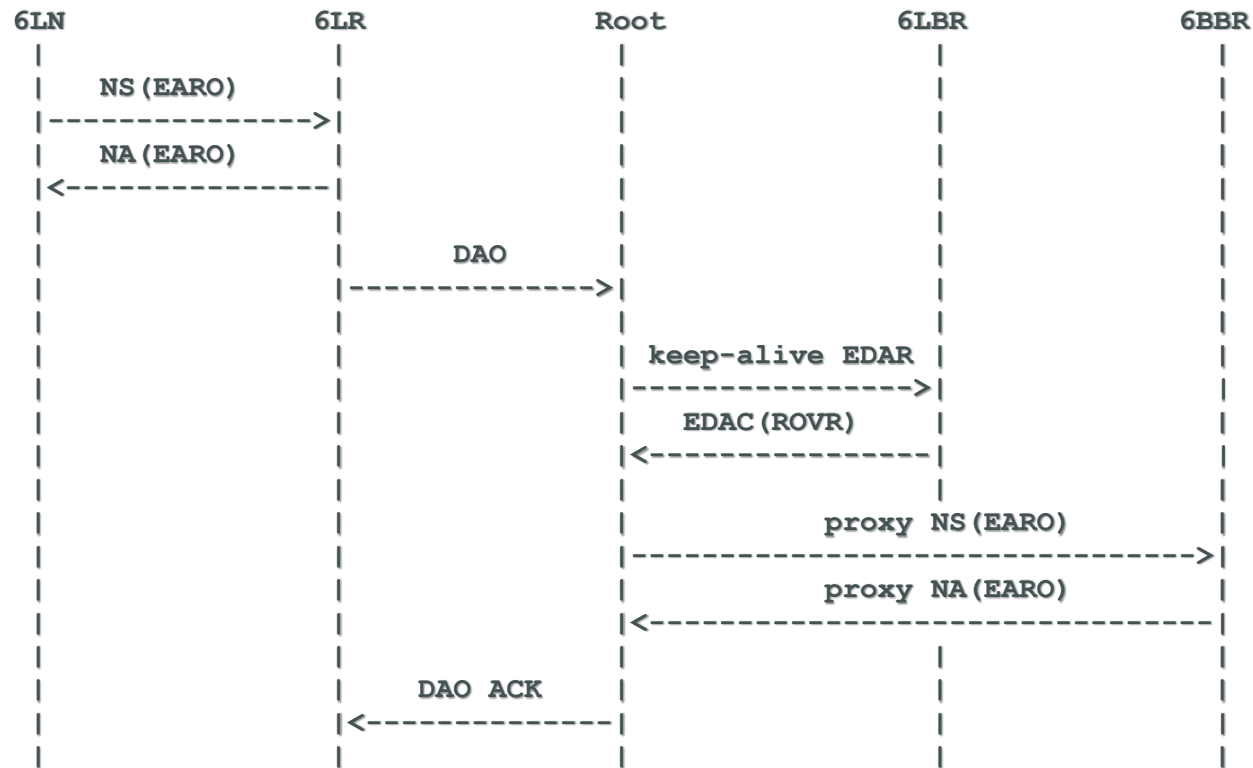 6LN 6LR Root 6LBR 6BBR
NS(EARO)
NA(EARO)
DAO
keep-alive EDAR
EDAC(ROVR)
proxy NS(EARO)
proxy NA(EARO)
DAO ACK